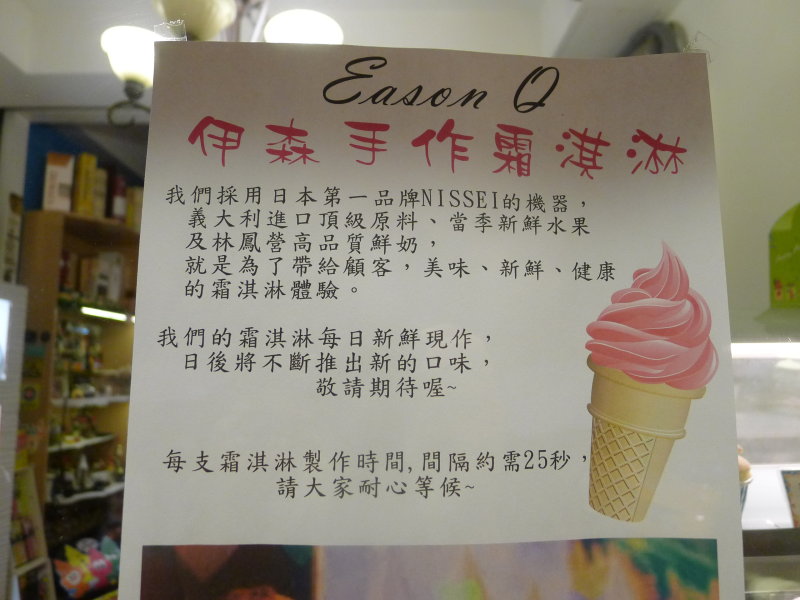 Eason Q
伊森手作霜淇淋
我們採用日本第一品牌NISSEI的機器，
義大利進口頂級原料、當季新鮮水果
及林鳳營高品質鮮奶，
就是為了帶給顧客，美味、新鮮、健康
的霜淇淋體驗。
我們的霜淇淋每日新鮮現作，
日後將不斷推出新的口味，
敬請期待喔~
每支霜淇淋製作時間,間隔約需25秒，
請大家耐心等候~